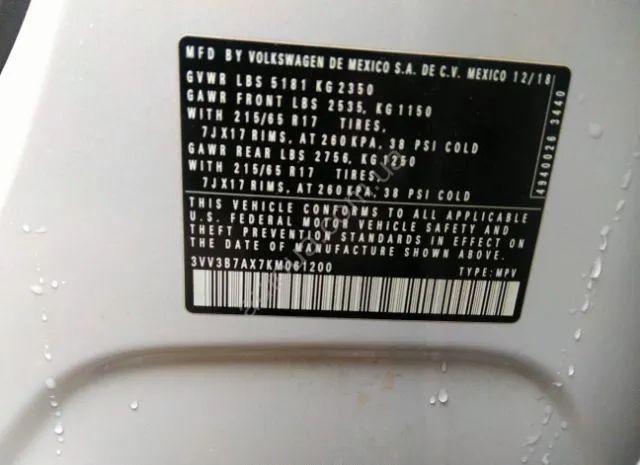 MFD BY VOLKSWAGEN DE MEXICO S.A. DE C.V. MEXICO 12/18
GVWR LBS 5181 KG 2350
GAWR FRONT LBS 2535, KG 1150
WITH 215/65 R17 TIRES,
7JX17 RIMS, AT 260 KPA, 38 PSI COLD
GAWR REAR LBS 2756, KG 1250
WITH 215/65 R17 TIRES,
7JX17 RIMS, AT 260 KPA, 38 PSI COLD
THIS VEHICLE CONFORMS TO ALL APPLICABLE
U.S. FEDERAL MOTOR VEHICLE SAFETY AND
THEFT PREVENTION STANDARDS IN EFFECT ON
THE DATE OF MANUFACTURE SHOWN ABOVE.
3VV3B7AX7KM061200 TYPE: MPV
4940026 3440